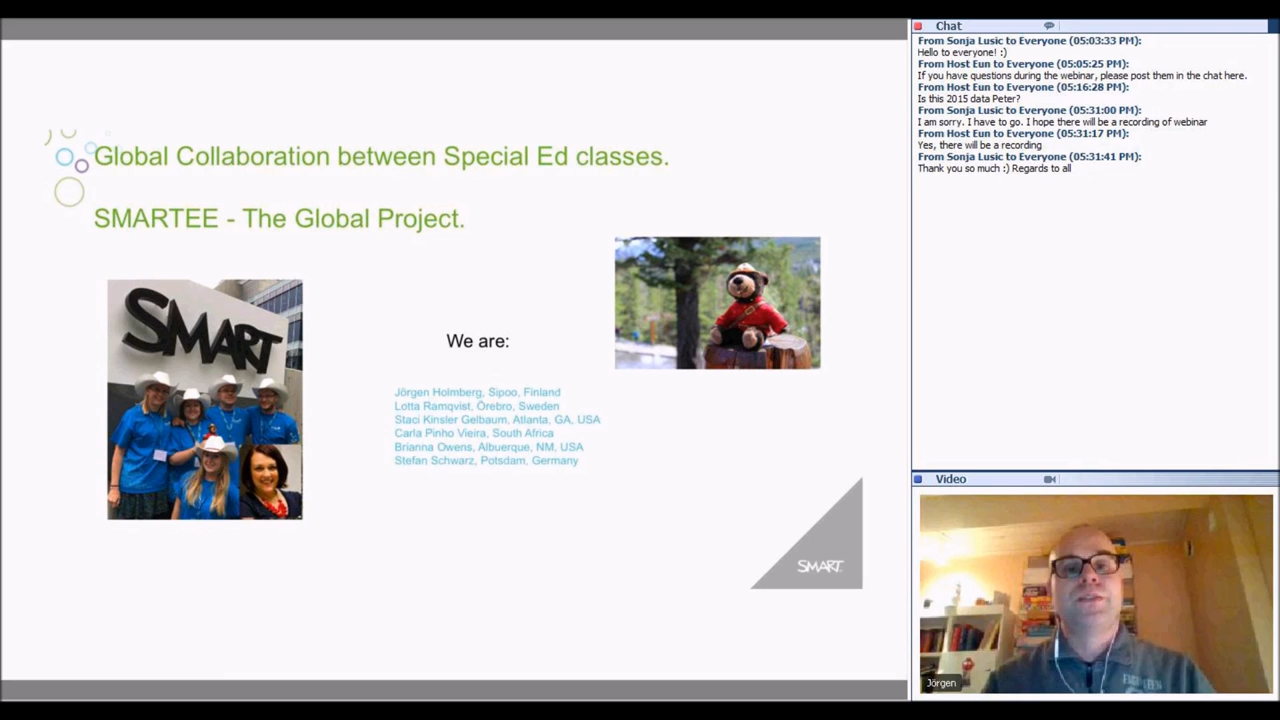 Global Collaboration between Special Ed classes.
SMARTEE - The Global Project.
SMART
We are:
Jörgen Holmberg, Sipoo, Finland
Lotta Ramqvist, Örebro, Sweden
Staci Kinsler Gelbaum, Atlanta, GA, USA
Carla Pinho Vieira, South Africa
Brianna Owens, Albuerque, NM, USA
Stefan Schwarz, Potsdam, Germany
SMART
Chat
From Sonja Lusic to Everyone (05:03:33 PM):
Hello to everyone! :)
From Host Eun to Everyone (05:05:25 PM):
If you have questions during the webinar, please post them in the chat here.
From Host Eun to Everyone (05:16:28 PM):
Is this 2015 data Peter?
From Sonja Lusic to Everyone (05:31:00 PM):
I am sorry. I have to go. I hope there will be a recording of webinar
From Host Eun to Everyone (05:31:17 PM):
Yes, there will be a recording
From Sonja Lusic to Everyone (05:31:41 PM):
Thank you so much :) Regards to all
Video
Jörgen